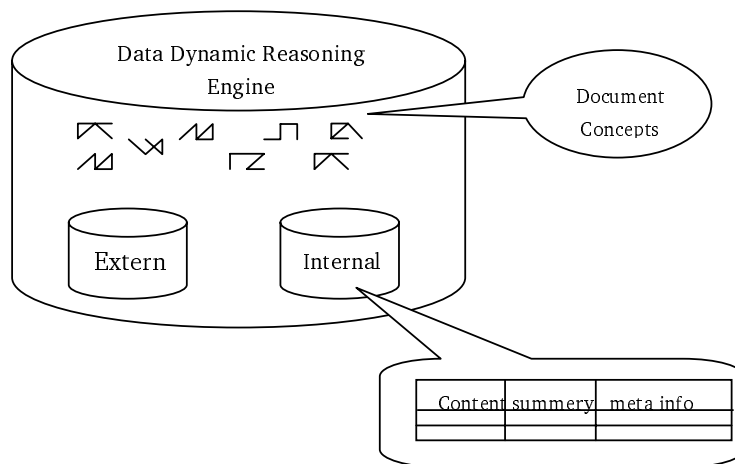 Data Dynamic Reasoning
Engine
Document
Concepts
Extern
Internal
Content summery meta info